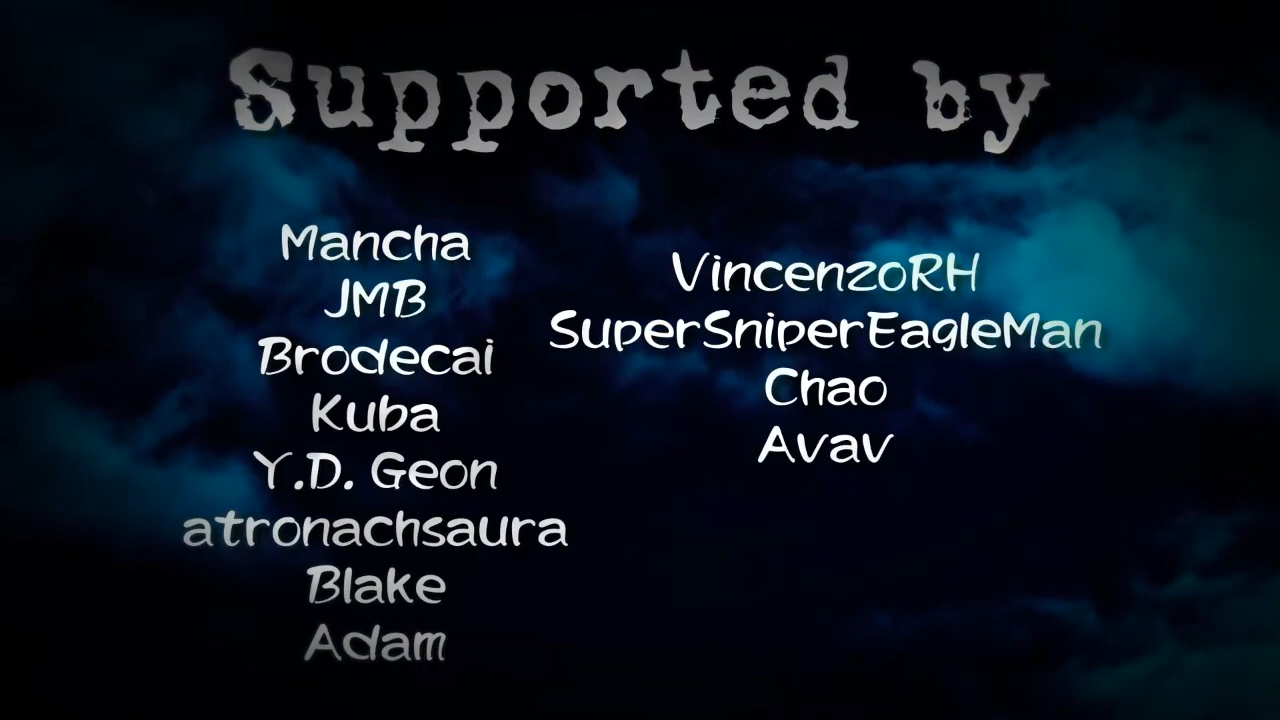 Supported by
Mancha
JMB
Brodecai
Kuba
Y.D. Geon
atronachsaura
Blake
Adam
VincenzoRH
SuperSniperEagleMan
Chao
Avav